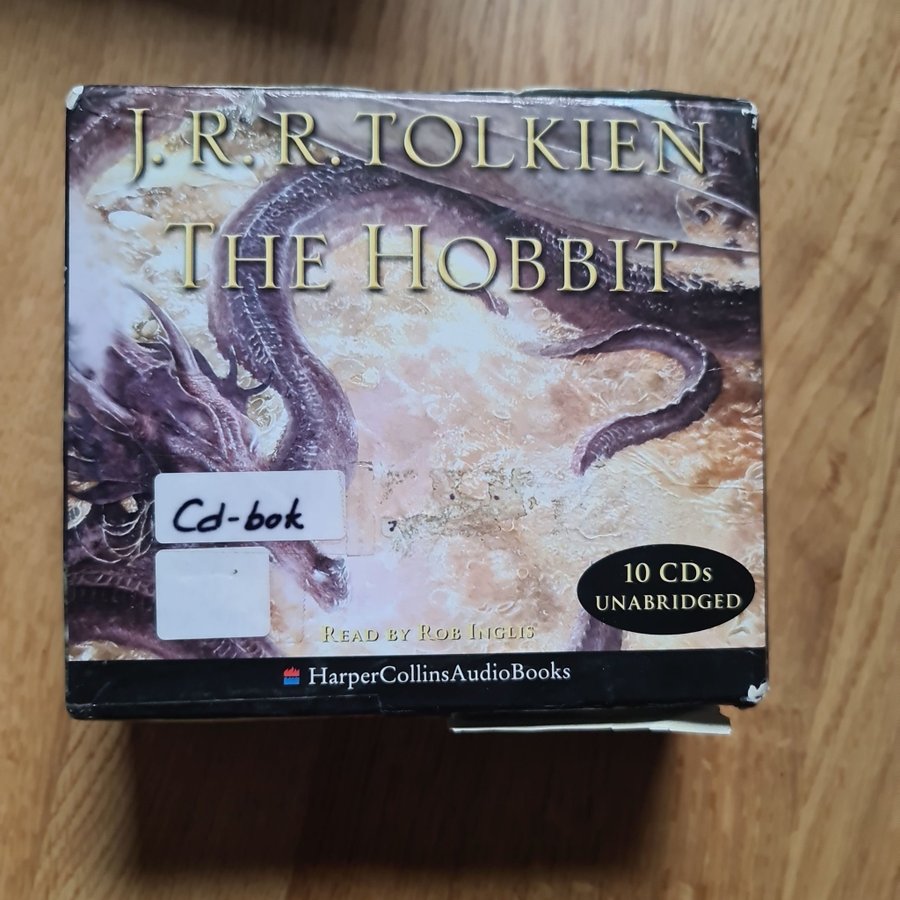 J. R. R. TOLKIEN
THE HOBBIT
Cd-bok
10 CDs
UNABRIDGED
READ BY ROB INGLIS
HarperCollinsAudioBooks